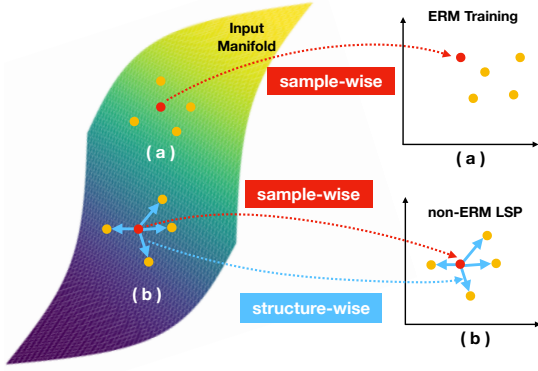 Input
Manifold
ERM Training
sample-wise
( a )
( a )
sample-wise
non-ERM LSP
( b )
structure-wise
( b )